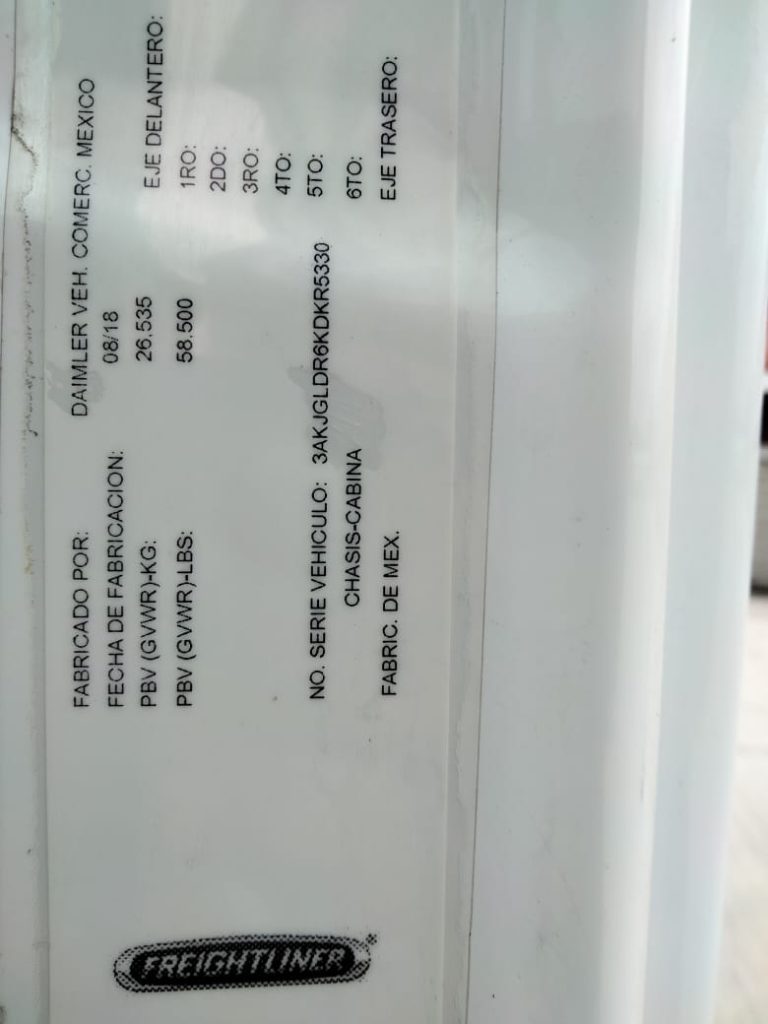 FREIGHTLINER
FABRICADO POR: DAIMLER VEH. COMERC. MEXICO
FECHA DE FABRICACION: 08/18
PBV (GVWR)-KG: 26.535 EJE DELANTERO:
PBV (GVWR)-LBS: 58.500 1RO:
2DO:
3RO:
4TO:
NO. SERIE VEHICULO: 3AKJGLDR6KDKR5330 5TO:
CHASIS-CABINA 6TO:
FABRIC. DE MEX. EJE TRASERO: